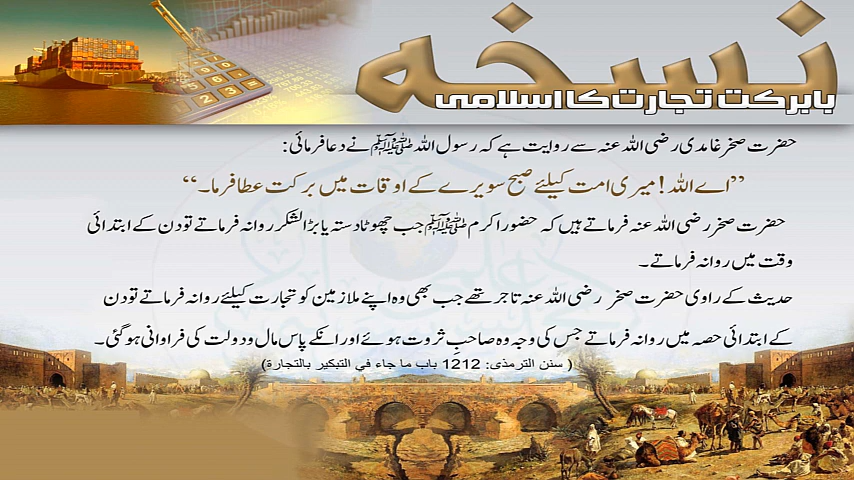 بابرکت تجارت کا اسلامی
نسخہ
حضرت صخر غامدی رضی اللہ عنہ سے روایت ہے کہ رسول اللہ ﷺ نے دعا فرمائی:
”اے اللہ! میری امت کیلئے صبح سویرے کے اوقات میں برکت عطا فرما۔“
حضرت صخر رضی اللہ عنہ فرماتے ہیں کہ حضور اکرم ﷺ جب چھوٹا دستہ یا بڑا لشکر روانہ فرماتے تو دن کے ابتدائی
وقت میں روانہ فرماتے۔
حدیث کے راوی حضرت صخر رضی اللہ عنہ تاجر تھے جب بھی وہ اپنے ملازمین کو تجارت کیلئے روانہ فرماتے تو دن
کے ابتدائی حصہ میں روانہ فرماتے جس کی وجہ وہ صاحبِ ثروت ہوئے اور انکے پاس مال و دولت کی فراوانی ہوگئی۔
( سنن الترمذی: 1212 باب ما جاء في التبكير بالتجارة)